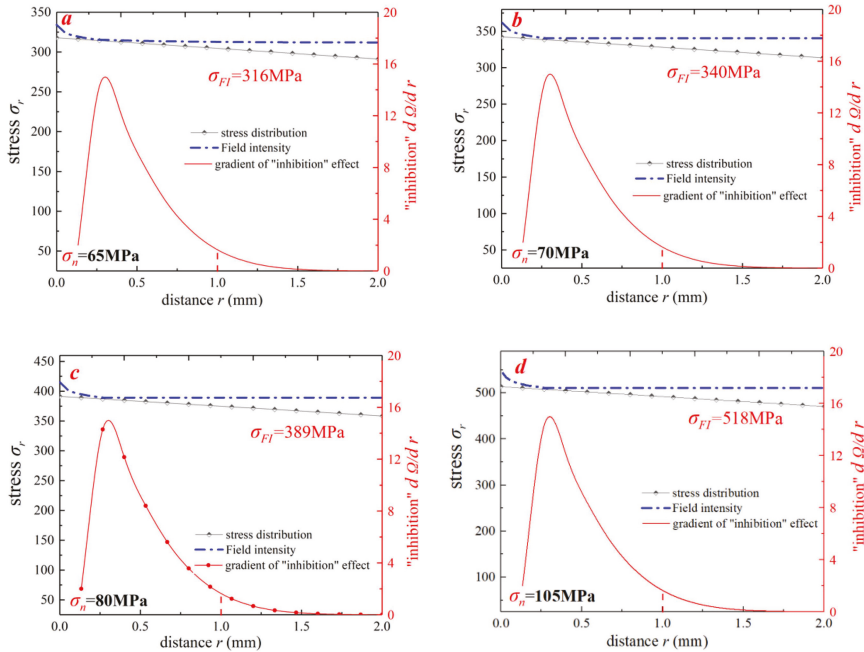 a
350
300
250
200
150
100
50
stress σr
20
16
12
8
4
0
"inhibition" d Ω/d r
σFI=316MPa
stress distribution
Field intensity
gradient of "inhibition" effect
σn=65MPa
0.0 0.5 1.0 1.5 2.0
distance r (mm)
b
350
300
250
200
150
100
50
stress σr
20
16
12
8
4
0
"inhibition" d Ω/d r
σFI=340MPa
stress distribution
Field intensity
gradient of "inhibition" effect
σn=70MPa
0.0 0.5 1.0 1.5 2.0
distance r (mm)
c
450
400
350
300
250
200
150
100
50
stress σr
20
16
12
8
4
0
"inhibition" d Ω/d r
σFI=389MPa
stress distribution
Field intensity
gradient of "inhibition" effect
σn=80MPa
0.0 0.5 1.0 1.5 2.0
distance r (mm)
d
500
400
300
200
100
stress σr
20
16
12
8
4
0
"inhibition" d Ω/d r
σFI=518MPa
stress distribution
Field intensity
gradient of "inhibition" effect
σn=105MPa
0.0 0.5 1.0 1.5 2.0
distance r (mm)